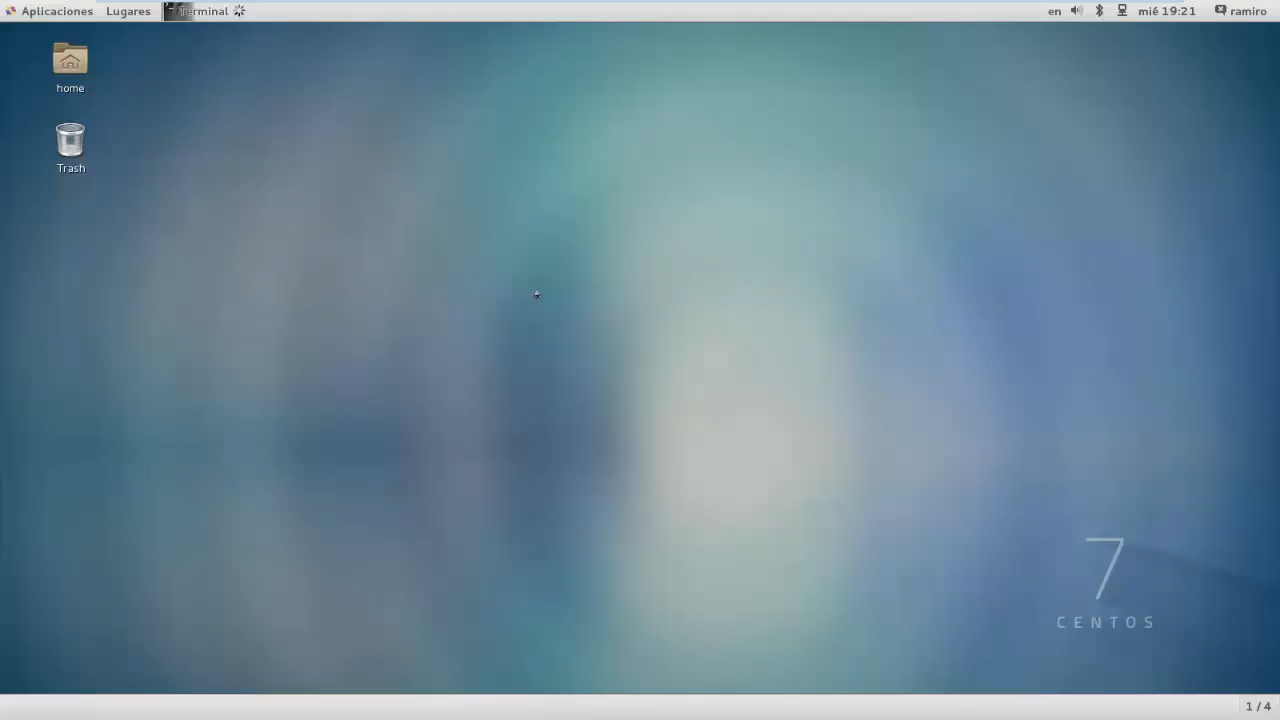 Aplicaciones Lugares Terminal en mié 19:21 ramiro
home
Trash
7
CENTOS
1 / 4